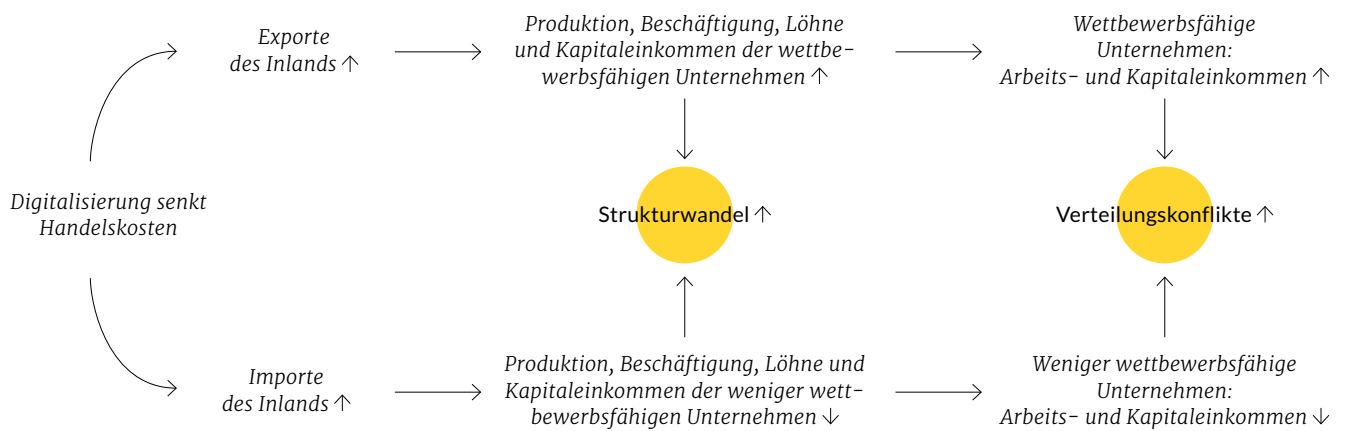 Exporte
des Inlands ↑
Produktion, Beschäftigung, Löhne
und Kapitaleinkommen der wettbe-
werbsfähigen Unternehmen ↑
Wettbewerbsfähige
Unternehmen:
Arbeits- und Kapitaleinkommen ↑
Digitalisierung senkt
Handelskosten
Strukturwandel ↑
Verteilungskonflikte ↑
Importe
des Inlands ↑
Produktion, Beschäftigung, Löhne und
Kapitaleinkommen der weniger wett-
bewerbsfähigen Unternehmen ↓
Weniger wettbewerbsfähige
Unternehmen:
Arbeits- und Kapitaleinkommen ↓